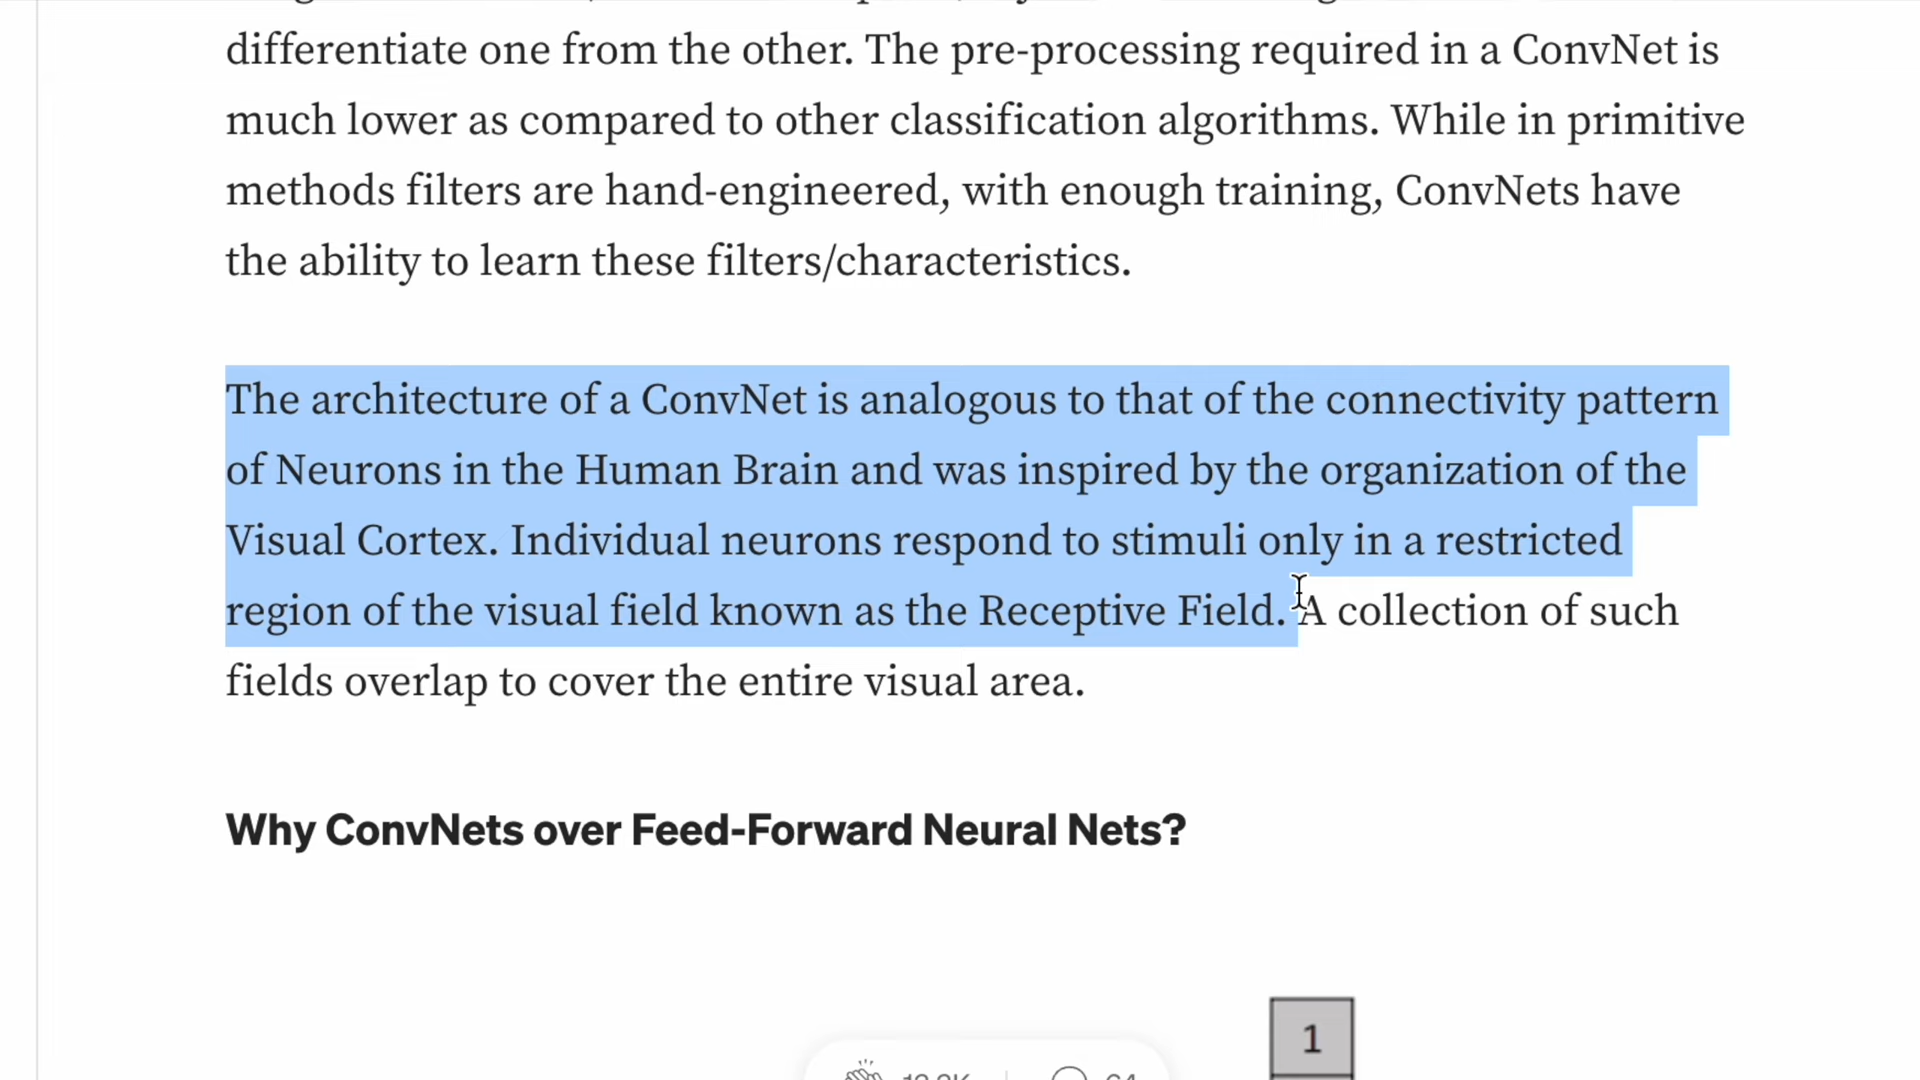 differentiate one from the other. The pre-processing required in a ConvNet is
much lower as compared to other classification algorithms. While in primitive
methods filters are hand-engineered, with enough training, ConvNets have
the ability to learn these filters/characteristics.
The architecture of a ConvNet is analogous to that of the connectivity pattern
of Neurons in the Human Brain and was inspired by the organization of the
Visual Cortex. Individual neurons respond to stimuli only in a restricted
region of the visual field known as the Receptive Field. A collection of such
fields overlap to cover the entire visual area.
Why ConvNets over Feed-Forward Neural Nets?
1